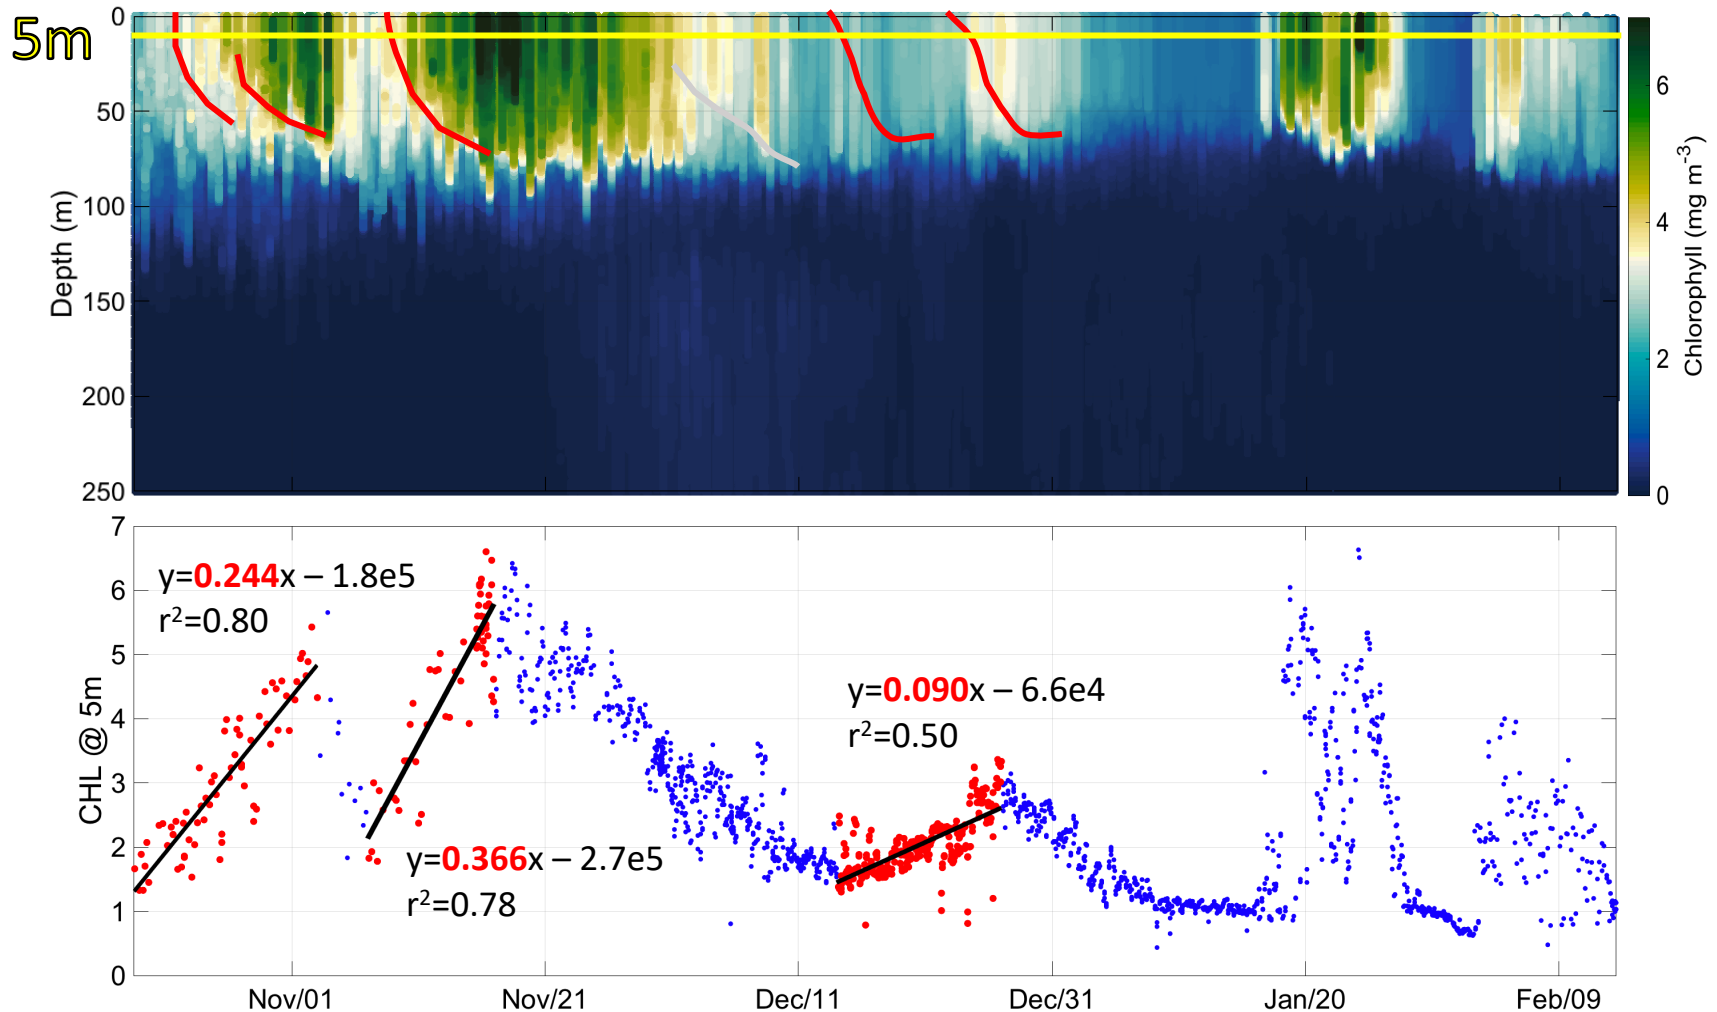 5m
0
50
100
150
200
250
Depth (m)
6
4
2
0
Chlorophyll (mg m⁻³)
7
6
5
4
3
2
1
0
CHL @ 5m
y=0.244x – 1.8e5
r²=0.80
y=0.366x – 2.7e5
r²=0.78
y=0.090x – 6.6e4
r²=0.50
Nov/01
Nov/21
Dec/11
Dec/31
Jan/20
Feb/09